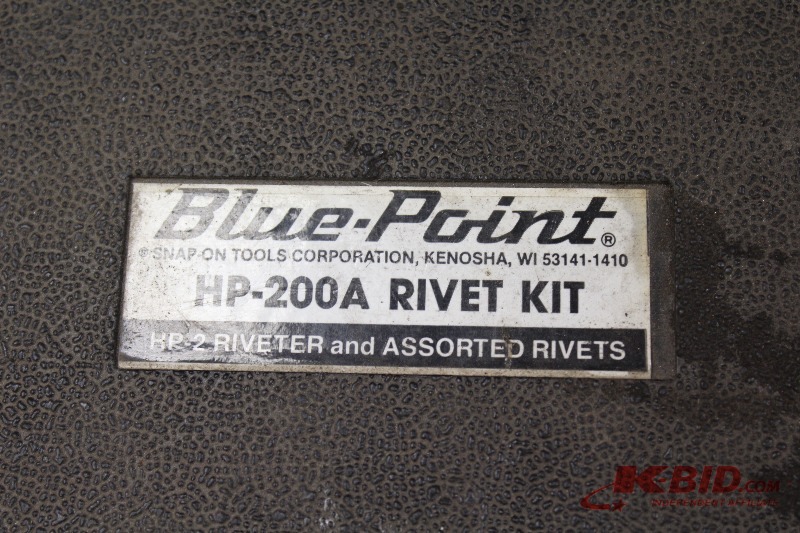 Blue-Point®
® SNAP-ON TOOLS CORPORATION, KENOSHA, WI 53141-1410
HP-200A RIVET KIT
HP-2 RIVETER and ASSORTED RIVETS
K-BID.com